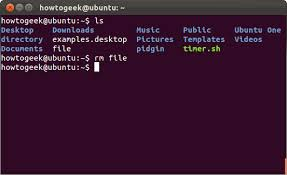 howtogeek@ubuntu: ~
howtogeek@ubuntu:~$ ls
Desktop Downloads Music Public Ubuntu One
directory examples.desktop Pictures Templates Videos
Documents file pidgin timer.sh
howtogeek@ubuntu:~$ rm file
howtogeek@ubuntu:~$